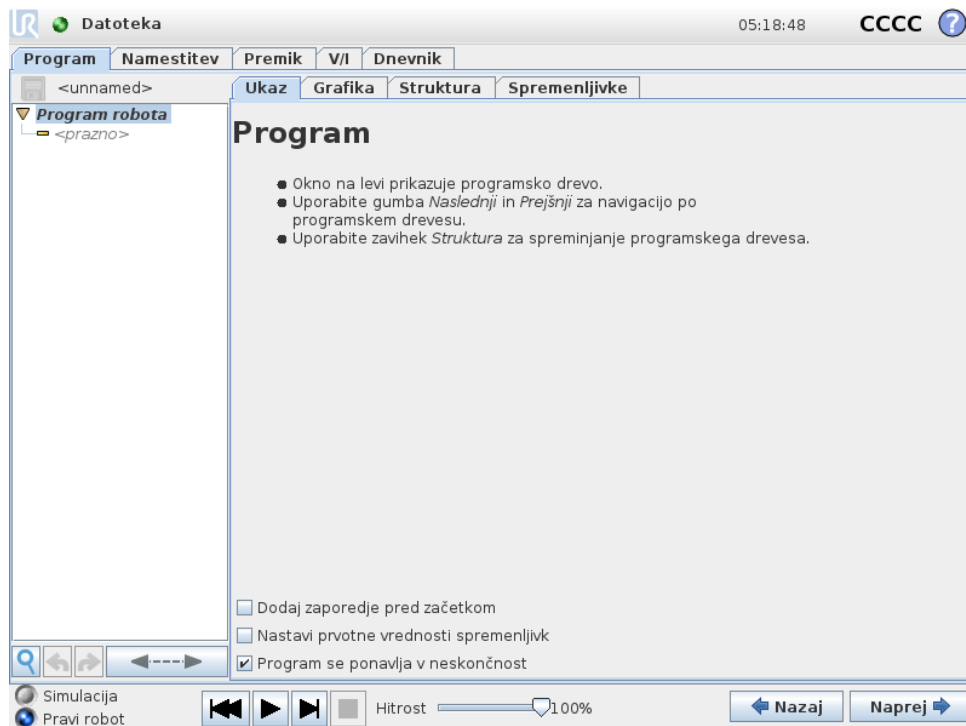 UR Datoteka 05:18:48 CCCC ?
Program Namestitev Premik V/I Dnevnik
<unnamed> Ukaz Grafika Struktura Spremenljivke
Program robota
<prazno>
Program
Okno na levi prikazuje programsko drevo.
Uporabite gumba Naslednji in Prejšnji za navigacijo po
programskem drevesu.
Uporabite zavihek Struktura za spreminjanje programskega drevesa.
Dodaj zaporedje pred začetkom
Nastavi prvotne vrednosti spremenljivk
Program se ponavlja v neskončnost
Simulacija
Pravi robot
Hitrost 100% Nazaj Naprej